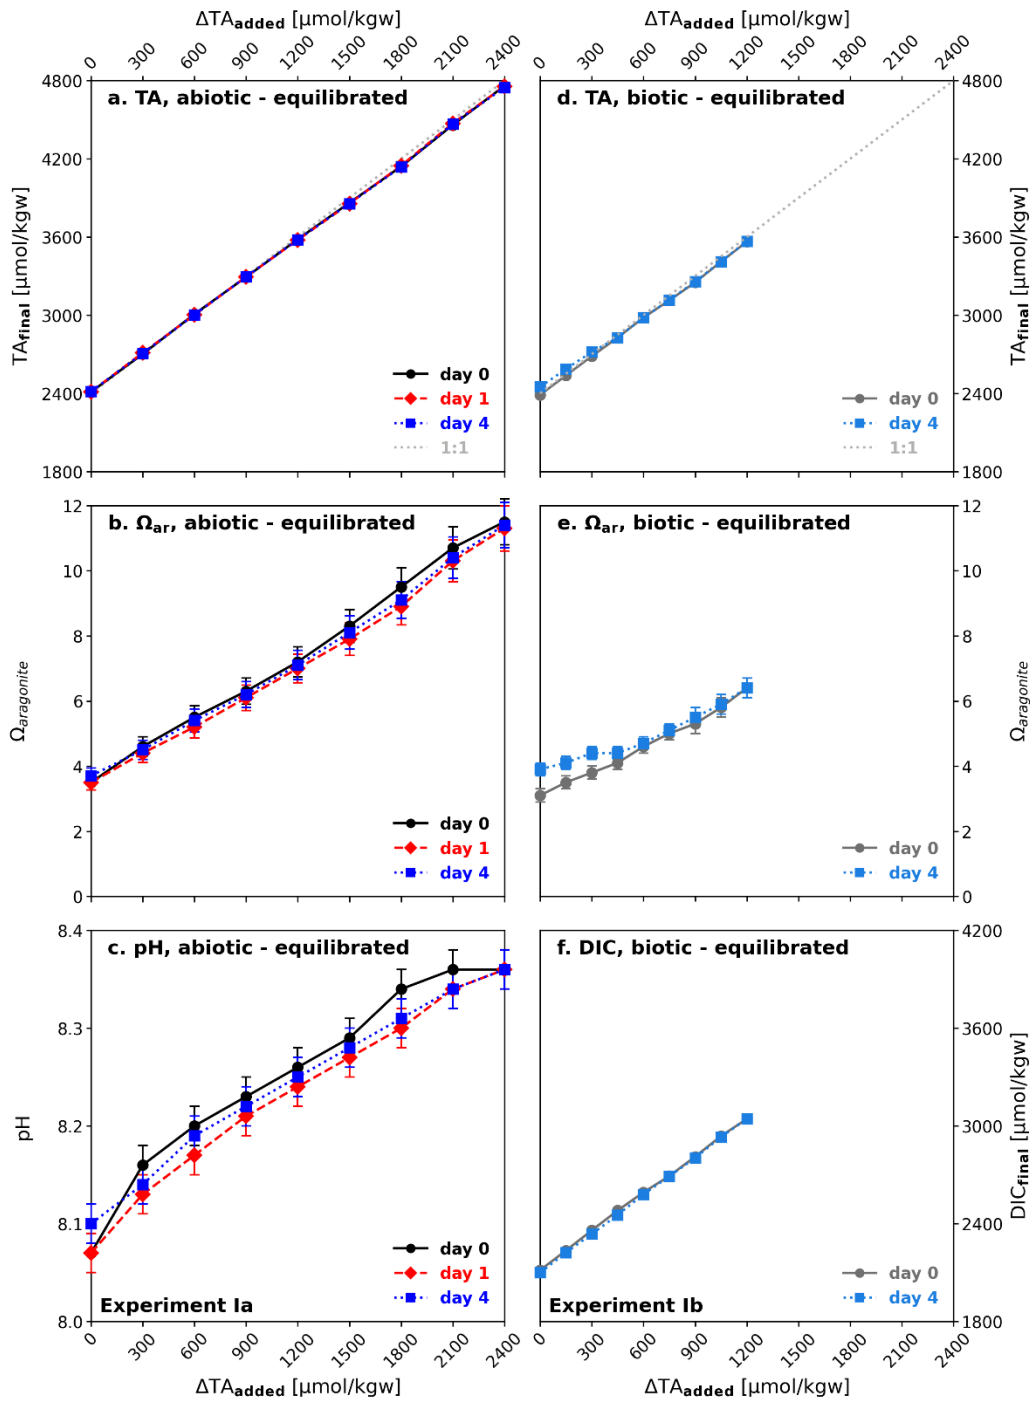 ΔTAadded [μmol/kgw]
ΔTAadded [μmol/kgw]
0 300 600 900 1200 1500 1800 2100 2400
0 300 600 900 1200 1500 1800 2100 2400
a. TA, abiotic - equilibrated
4800
4200
3600
3000
2400
1800
TAfinal [μmol/kgw]
day 0
day 1
day 4
1:1
d. TA, biotic - equilibrated
4800
4200
3600
3000
2400
1800
TAfinal [μmol/kgw]
day 0
day 4
1:1
b. Ωar, abiotic - equilibrated
12
10
8
6
4
2
0
Ωaragonite
day 0
day 1
day 4
e. Ωar, biotic - equilibrated
12
10
8
6
4
2
0
Ωaragonite
day 0
day 4
c. pH, abiotic - equilibrated
8.4
8.3
8.2
8.1
8.0
pH
day 0
day 1
day 4
Experiment Ia
f. DIC, biotic - equilibrated
4200
3600
3000
2400
1800
DICfinal [μmol/kgw]
day 0
day 4
Experiment Ib
0 300 600 900 1200 1500 1800 2100 2400
0 300 600 900 1200 1500 1800 2100 2400
ΔTAadded [μmol/kgw]
ΔTAadded [μmol/kgw]